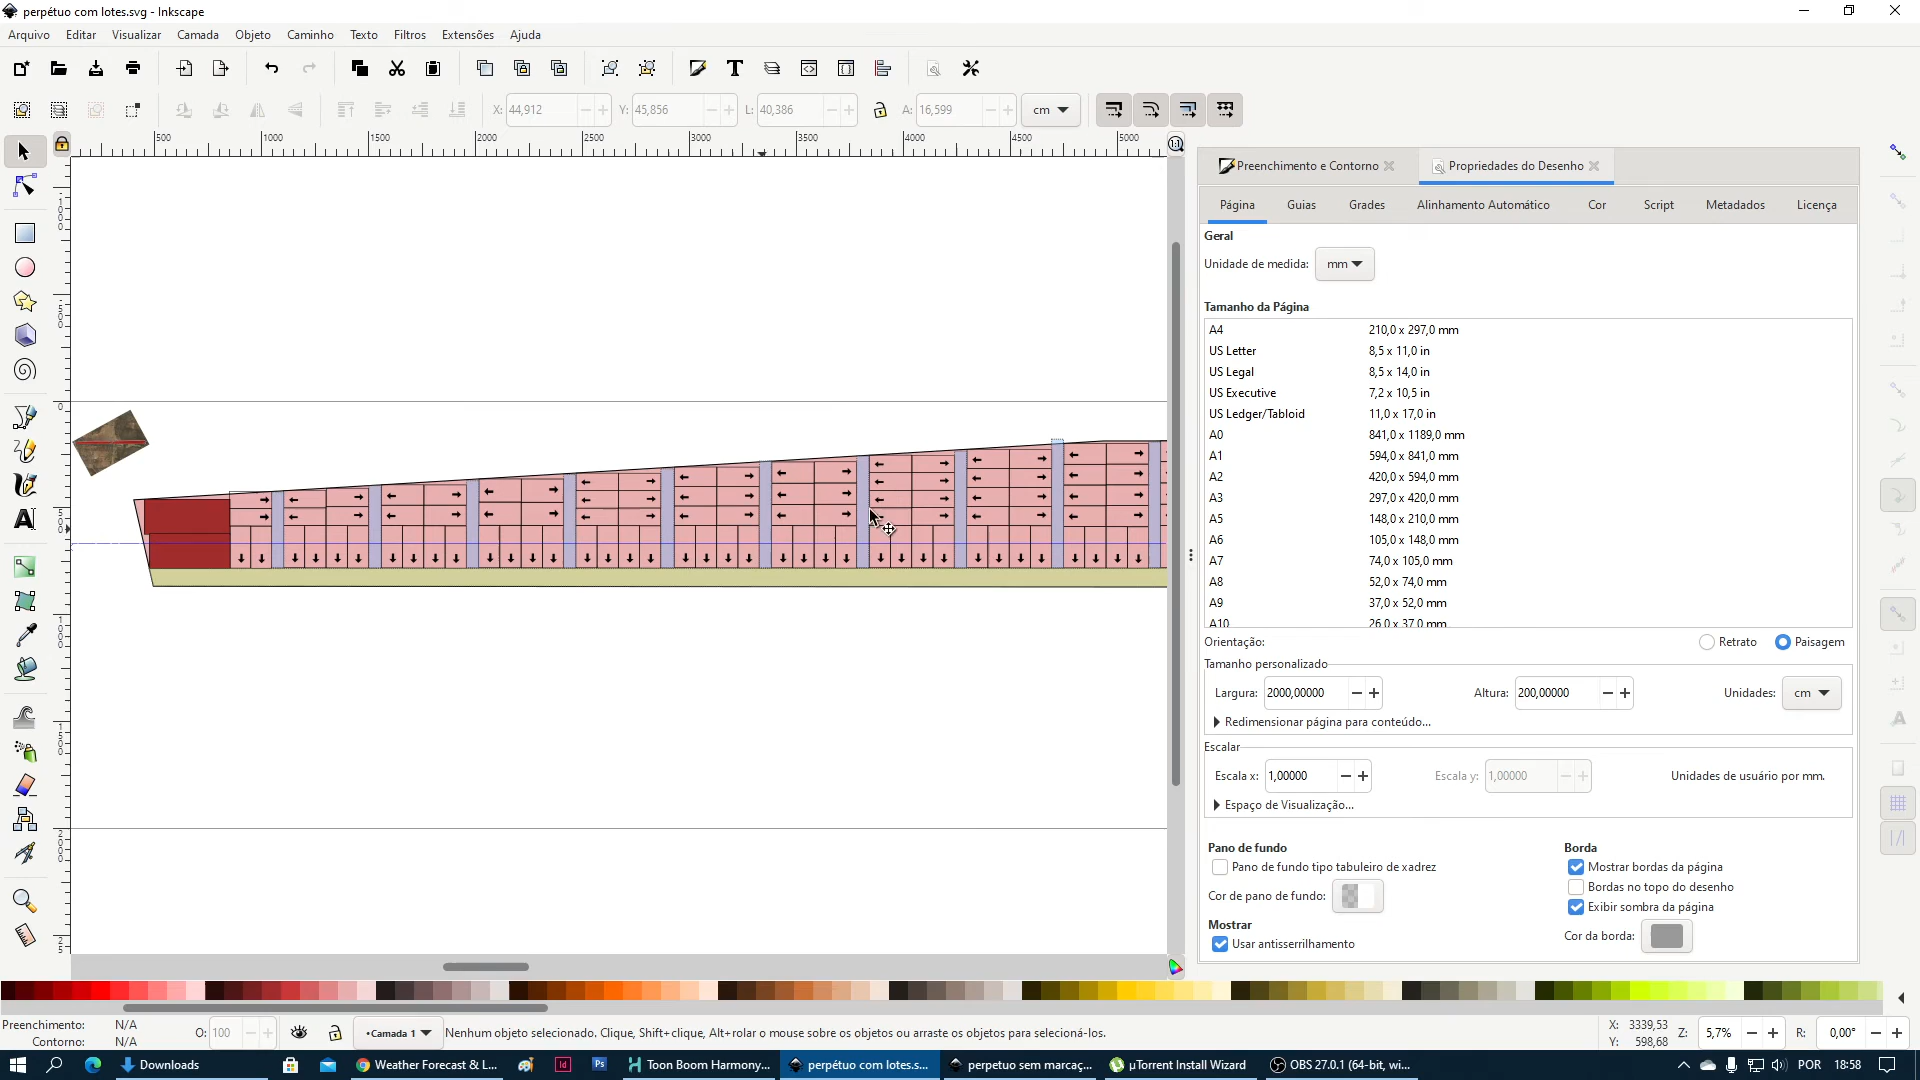 perpétuo com lotes.svg - Inkscape
Arquivo Editar Visualizar Camada Objeto Caminho Texto Filtros Extensões Ajuda
X: 44,912 Y: 45,856 L: 40,386 A: 16,599 cm
500 1000 1500 2000 2500 3000 3500 4000 4500 5000
Preenchimento e Contorno Propriedades do Desenho
Página Guias Grades Alinhamento Automático Cor Script Metadados Licença
Geral
Unidade de medida: mm
Tamanho da Página
A4 210,0 x 297,0 mm
US Letter 8,5 x 11,0 in
US Legal 8,5 x 14,0 in
US Executive 7,2 x 10,5 in
US Ledger/Tabloid 11,0 x 17,0 in
A0 841,0 x 1189,0 mm
A1 594,0 x 841,0 mm
A2 420,0 x 594,0 mm
A3 297,0 x 420,0 mm
A5 148,0 x 210,0 mm
A6 105,0 x 148,0 mm
A7 74,0 x 105,0 mm
A8 52,0 x 74,0 mm
A9 37,0 x 52,0 mm
A10 26,0 x 37,0 mm
Orientação: Retrato Paisagem
Tamanho personalizado
Largura: 2000,00000 Altura: 200,00000 Unidades: cm
Redimensionar página para conteúdo...
Escalar
Escala x: 1,00000 Escala y: 1,00000 Unidades de usuário por mm.
Espaço de Visualização...
Pano de fundo Borda
Pano de fundo tipo tabuleiro de xadrez Mostrar bordas da página
Bordas no topo do desenho
Cor de pano de fundo: Exibir sombra da página
Mostrar Cor da borda:
Usar antisserrilhamento
Preenchimento: N/A
Contorno: N/A
O: 100 •Camada 1 Nenhum objeto selecionado. Clique, Shift+clique, Alt+rolar o mouse sobre os objetos ou arraste os objetos para selecioná-los.
X: 3339,53
Y: 598,68
Z: 5,7% R: 0,00°
Downloads Weather Forecast & L... Toon Boom Harmony... perpétuo com lotes.s... perpetuo sem marcaç... µTorrent Install Wizard OBS 27.0.1 (64-bit, wi... POR 18:58